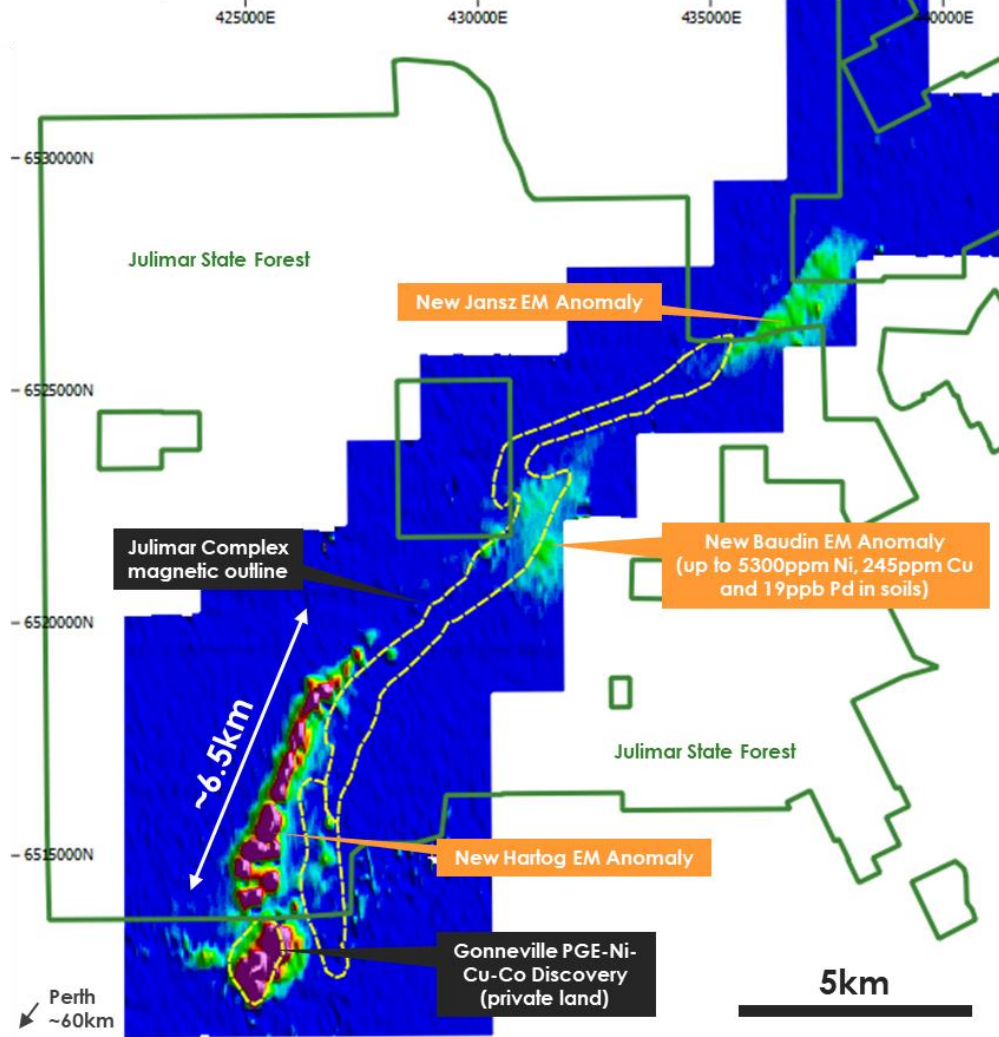 425000E
430000E
435000E
440000E
6530000N
Julimar State Forest
New Jansz EM Anomaly
6525000N
Julimar Complex
magnetic outline
New Baudin EM Anomaly
(up to 5300ppm Ni, 245ppm Cu
and 19ppb Pd in soils)
6520000N
~6.5km
Julimar State Forest
6515000N
New Hartog EM Anomaly
Gonneville PGE-Ni-
Cu-Co Discovery
(private land)
5km
Perth
~60km